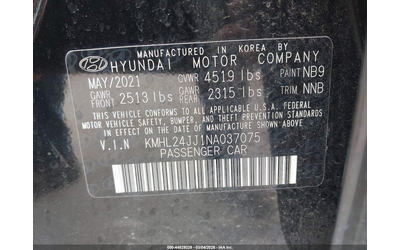 MANUFACTURED IN KOREA BY
HYUNDAI MOTOR COMPANY
MAY/2021 GVWR 4519 lbs PAINT NB9
GAWR FRONT 2513 lbs GAWR REAR 2315 lbs TRIM NNB
THIS VEHICLE CONFORMS TO ALL APPLICABLE U.S.
FEDERAL MOTOR VEHICLE SAFETY, BUMPER, AND THEFT
PREVENTION STANDARDS IN EFFECT ON THE DATE OF
MANUFACTURE SHOWN ABOVE.
V.I.N KMHL24JJ1NA037075
PASSENGER CAR